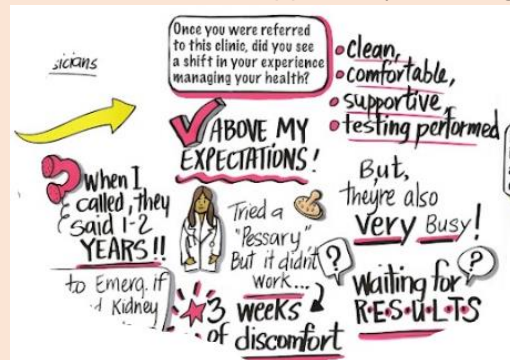 sicians
Once you were referred
to this clinic, did you see
a shift in your experience
managing your health?
• clean,
• comfortable,
• supportive,
• testing performed
ABOVE MY
EXPECTATIONS!
When I
called, they
said 1-2
YEARS!!
to Emerg. if
Kidney
Tried a
"Pessary"
But it didn't
work...
3 weeks
of discomfort
But,
they're also
very Busy!
?
?
Waiting for
R•E•S•U•L•T•S